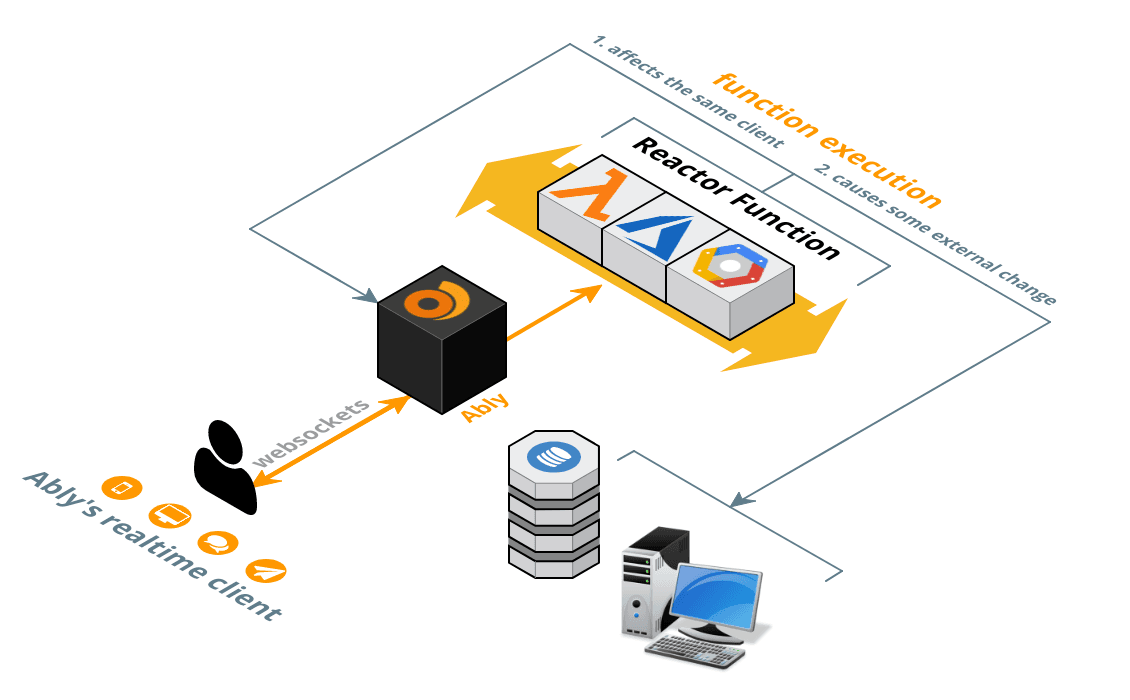 function execution
1. affects the same client
2. causes some external change
Reactor Function
Ably
websockets
Ably's realtime client